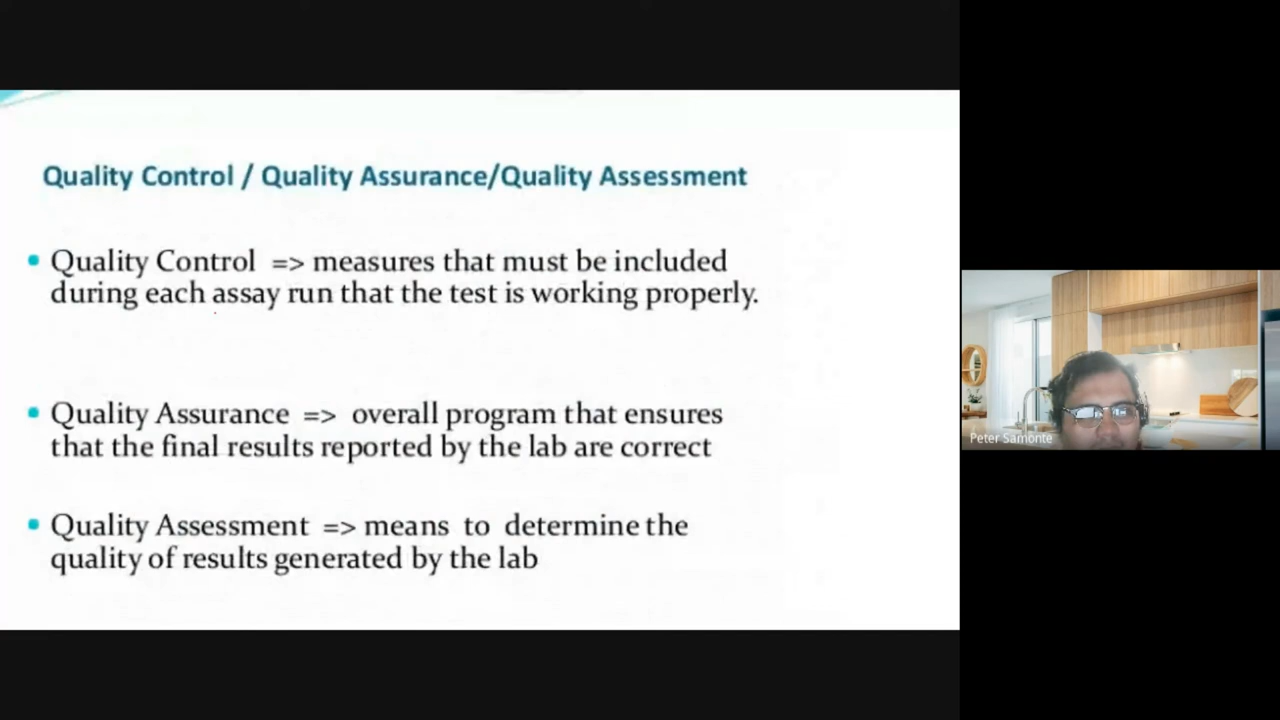 Quality Control / Quality Assurance/Quality Assessment
Quality Control => measures that must be included
during each assay run that the test is working properly.
Quality Assurance => overall program that ensures
that the final results reported by the lab are correct
Quality Assessment => means to determine the
quality of results generated by the lab
Peter Samonte